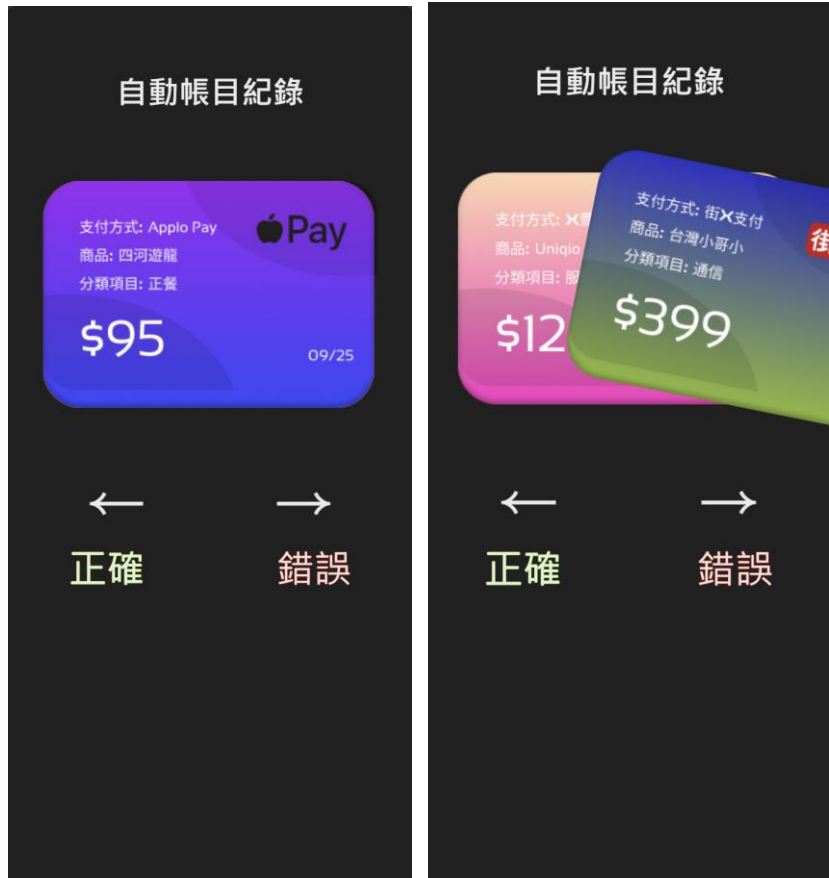 自動帳目紀錄
支付方式: Applo Pay
Pay
商品: 四河遊龍
分類項目: 正餐
$95
09/25
← →
正確 錯誤
自動帳目紀錄
支付方式:
商品: Uniqio
分類項目:
$12
支付方式: 街X支付
商品: 台灣小哥小
分類項目: 通信
$399
街
← →
正確 錯誤